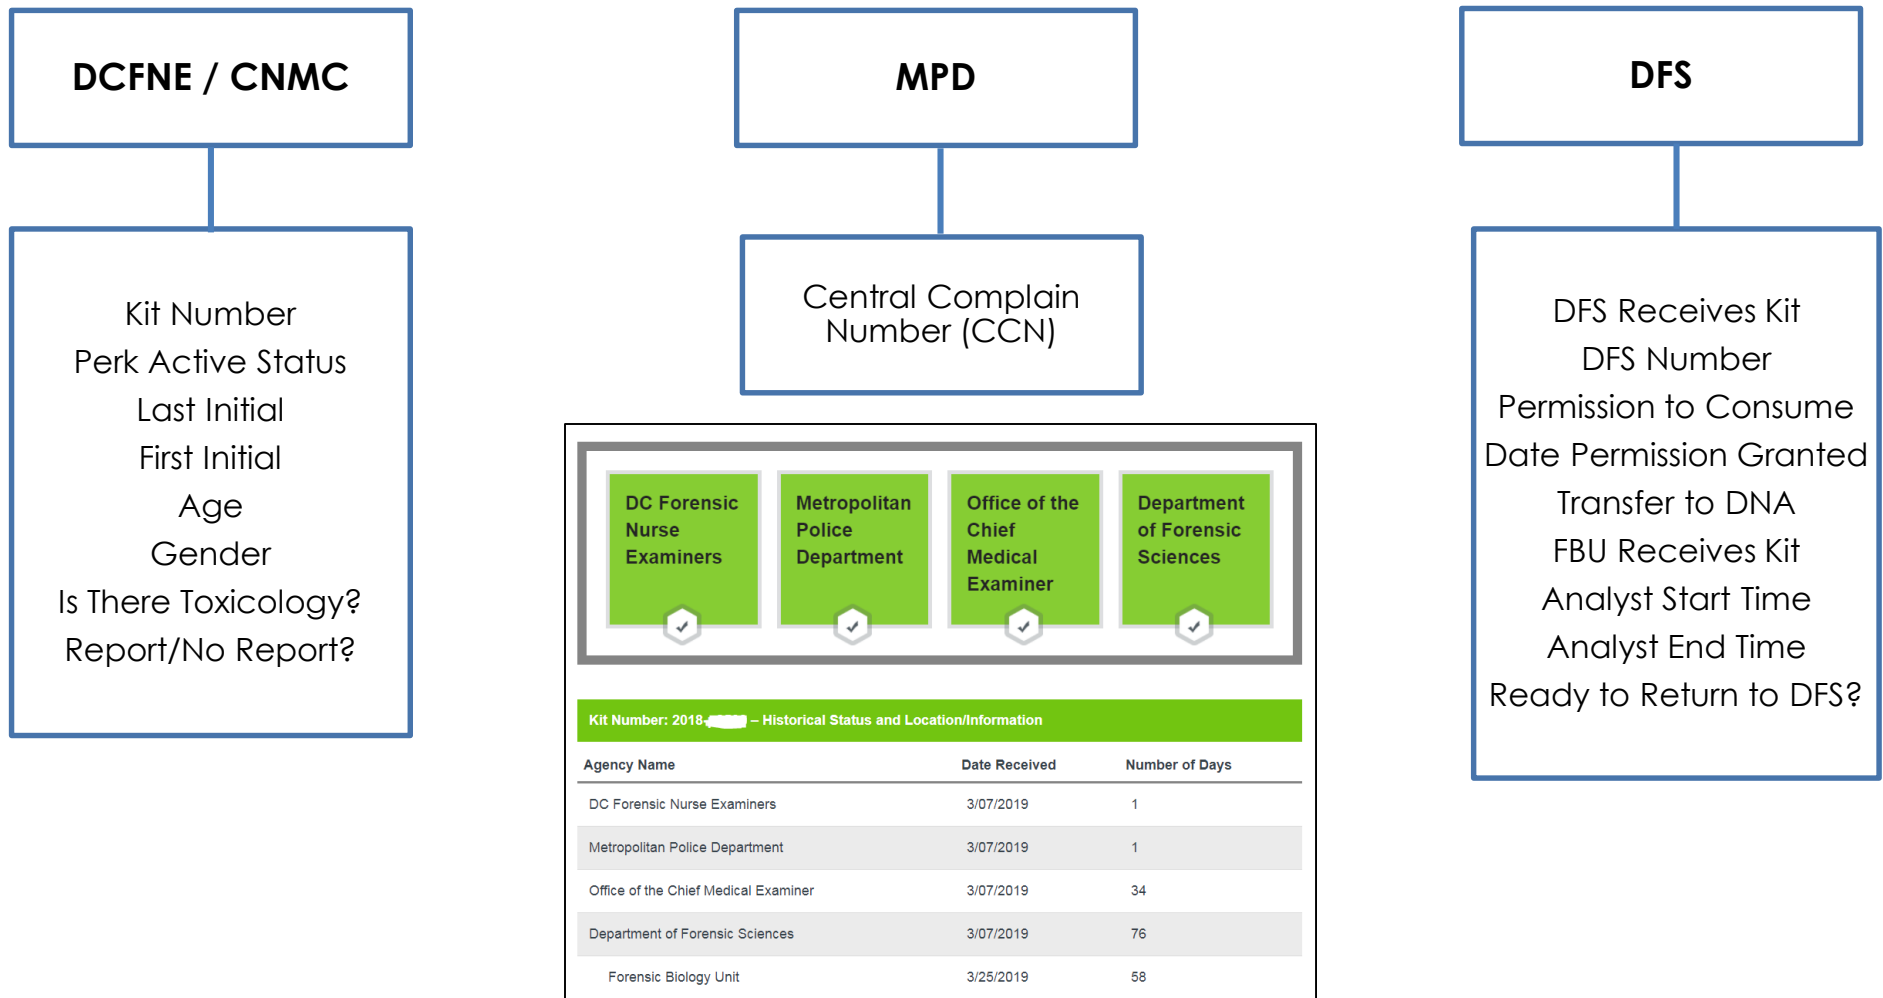 DCFNE / CNMC
Kit Number
Perk Active Status
Last Initial
First Initial
Age
Gender
Is There Toxicology?
Report/No Report?
MPD
Central Complain
Number (CCN)
DC Forensic
Nurse
Examiners
Metropolitan
Police
Department
Office of the
Chief
Medical
Examiner
Department
of Forensic
Sciences
Kit Number: 2018- – Historical Status and Location/Information
Agency Name Date Received Number of Days
DC Forensic Nurse Examiners 3/07/2019 1
Metropolitan Police Department 3/07/2019 1
Office of the Chief Medical Examiner 3/07/2019 34
Department of Forensic Sciences 3/07/2019 76
Forensic Biology Unit 3/25/2019 58
DFS
DFS Receives Kit
DFS Number
Permission to Consume
Date Permission Granted
Transfer to DNA
FBU Receives Kit
Analyst Start Time
Analyst End Time
Ready to Return to DFS?